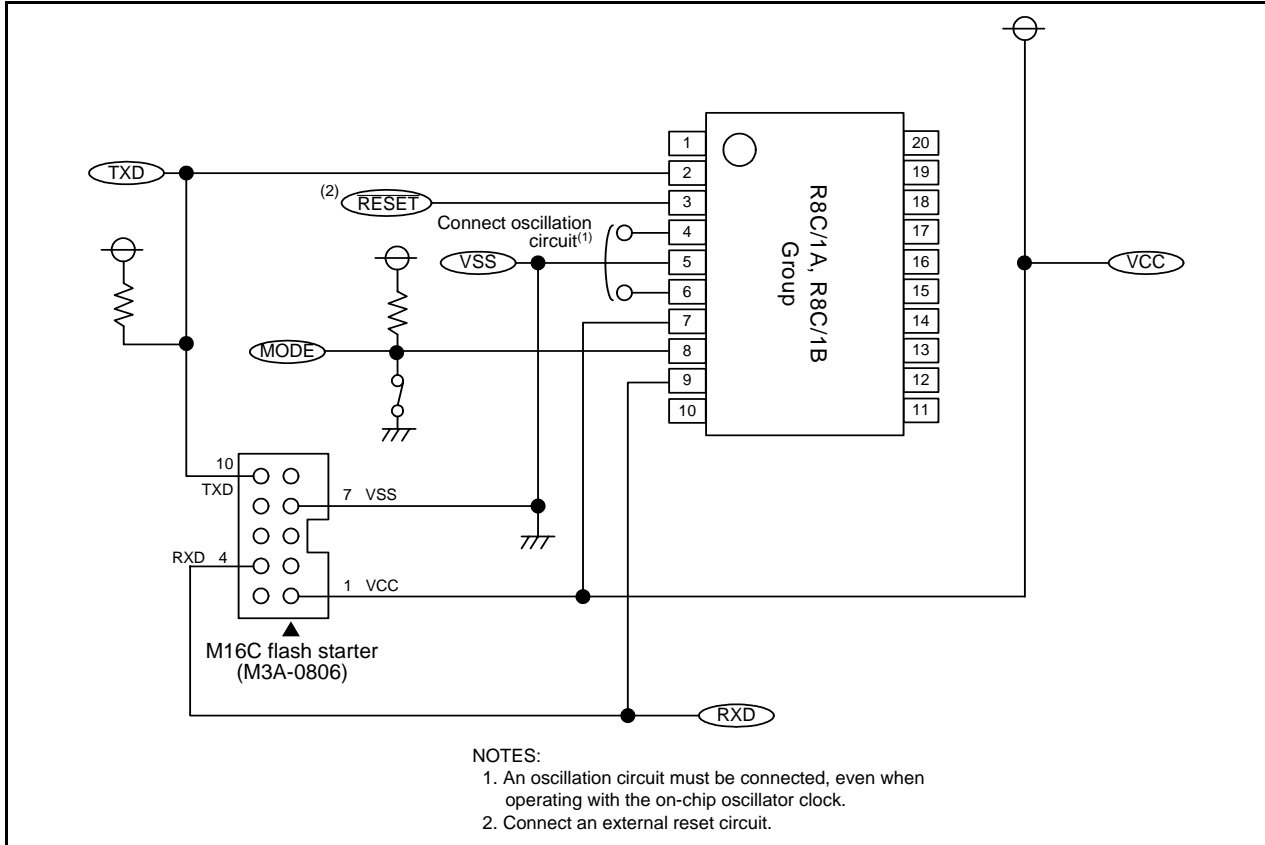 1
20
TXD
2
19
(2)
RESET
3
18
Connect oscillation
circuit(1)
4
17
VSS
5
16
VCC
6
15
7
14
MODE
8
13
9
12
10
11
R8C/1A, R8C/1B
Group
10
TXD
7 VSS
RXD 4
1 VCC
M16C flash starter
(M3A-0806)
RXD
NOTES:
1. An oscillation circuit must be connected, even when
operating with the on-chip oscillator clock.
2. Connect an external reset circuit.